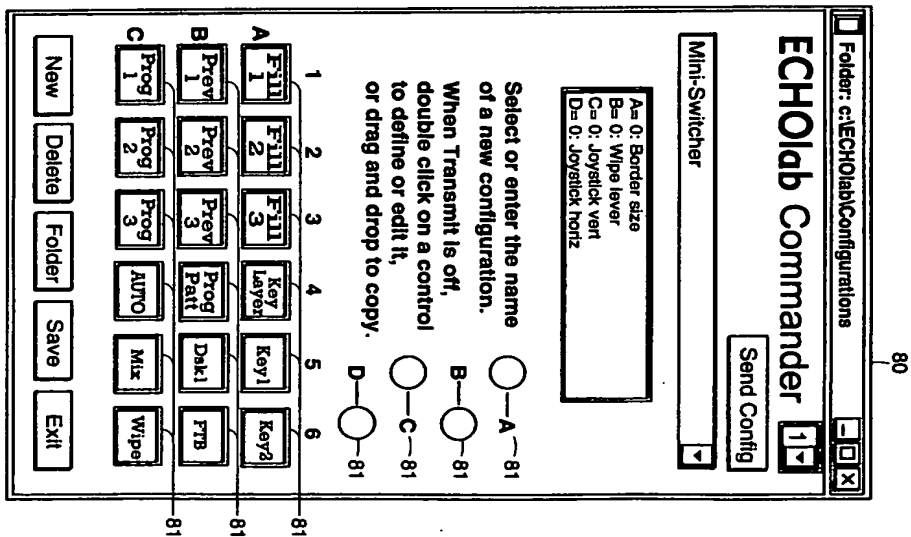 80
Folder: c:\ECHOlab\Configurations
ECHOlab Commander
1
Send Config
Mini-Switcher
A= 0: Border size
B= 0: Wipe lever
C= 0: Joystick vert
D= 0: Joystick horiz
Select or enter the name
of a new configuration.
When Transmit is off,
double click on a control
to define or edit it,
or drag and drop to copy.
A 81
B 81
C 81
D 81
1 2 3 4 5 6
A Fill 1 Fill 2 Fill 3 Key Layer Key1 Key2 81
B Prev 1 Prev 2 Prev 3 Prog Patt Dsk1 FTB 81
C Prog 1 Prog 2 Prog 3 AUTO Mix Wipe 81
New Delete Folder Save Exit